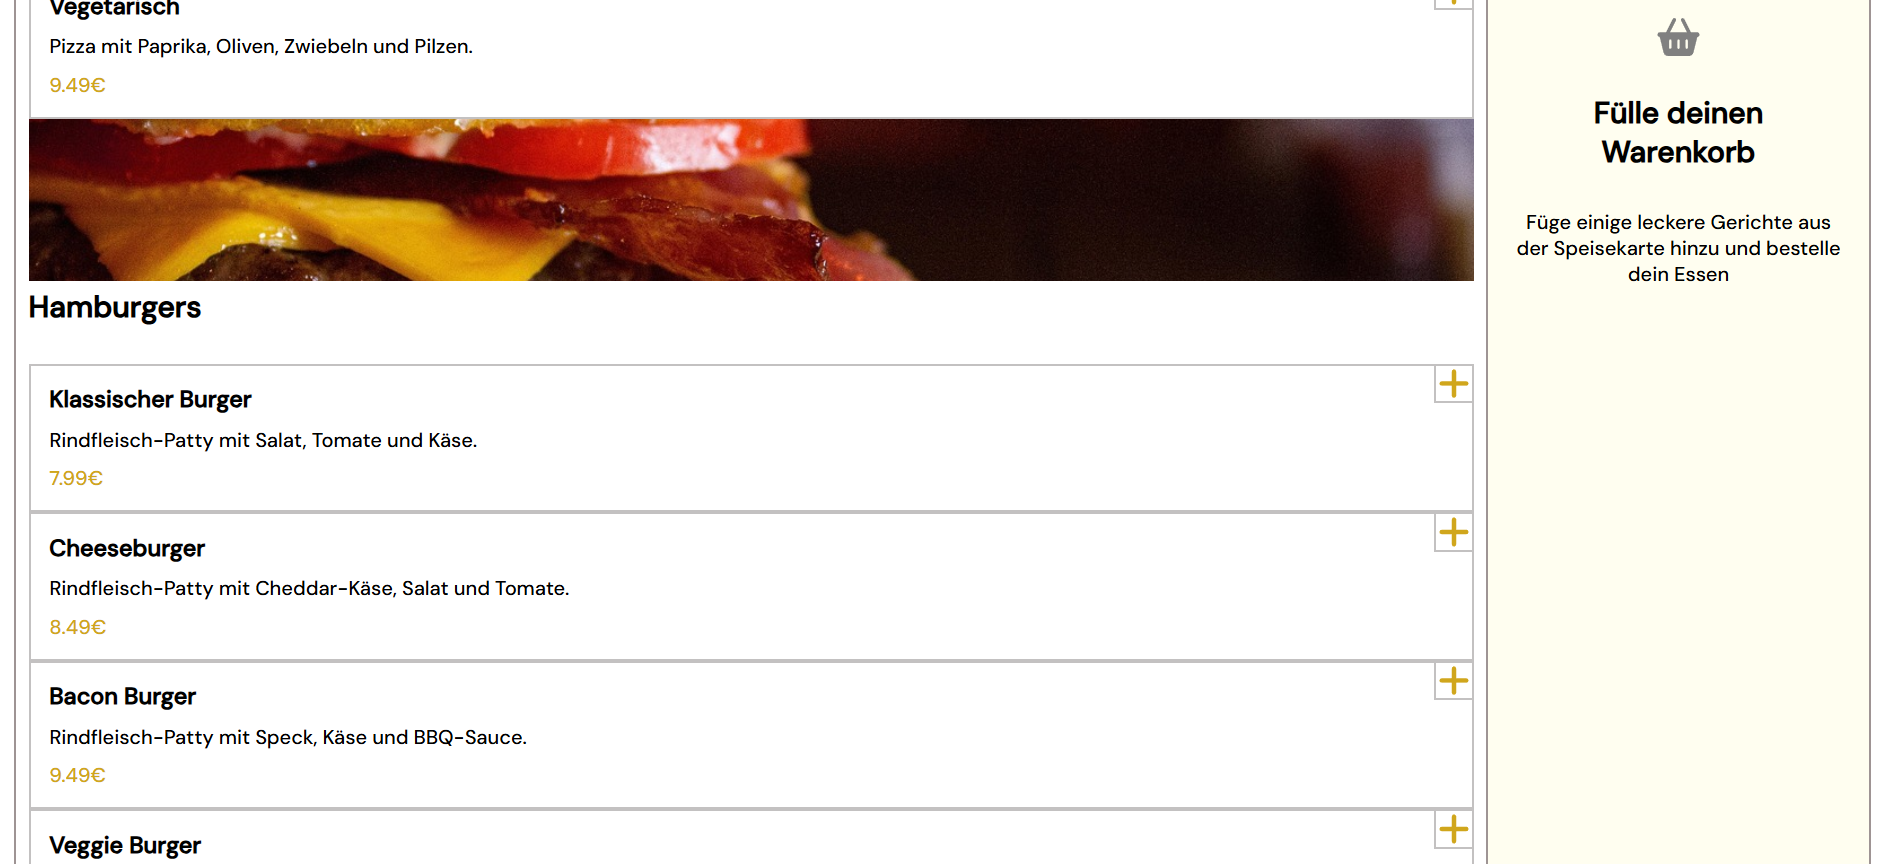 Vegetarisch
Pizza mit Paprika, Oliven, Zwiebeln und Pilzen.
9.49€
Hamburgers
Klassischer Burger
Rindfleisch-Patty mit Salat, Tomate und Käse.
7.99€
Cheeseburger
Rindfleisch-Patty mit Cheddar-Käse, Salat und Tomate.
8.49€
Bacon Burger
Rindfleisch-Patty mit Speck, Käse und BBQ-Sauce.
9.49€
Veggie Burger
Fülle deinen
Warenkorb
Füge einige leckere Gerichte aus
der Speisekarte hinzu und bestelle
dein Essen